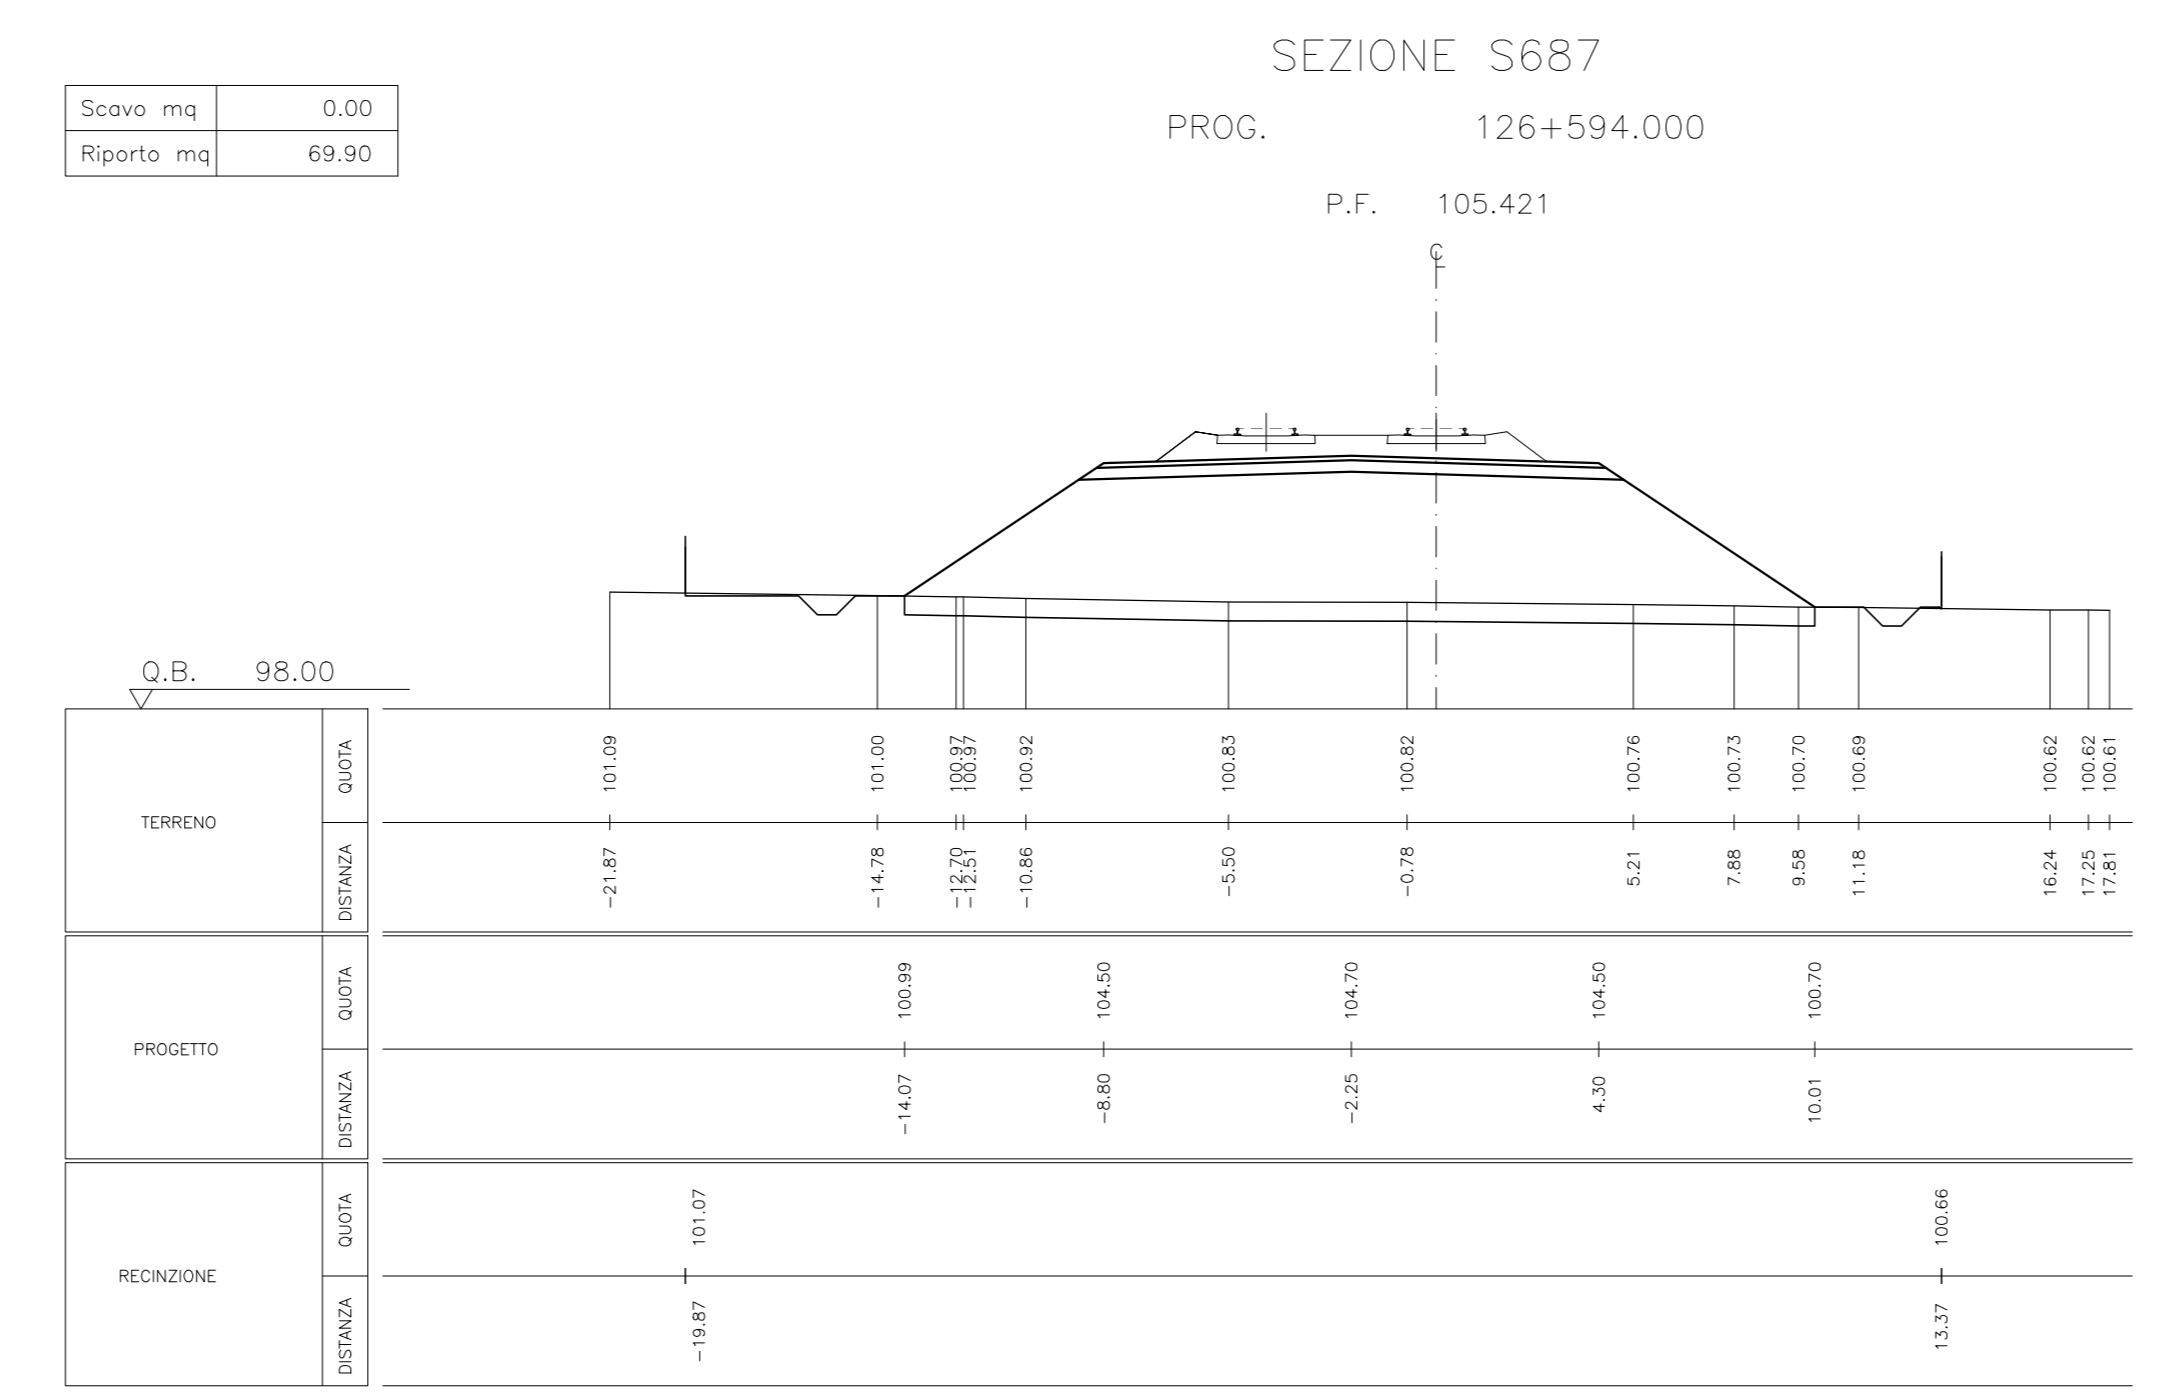 SEZIONE S687
PROG. 126+594.000
P.F. 105.421
Scavo mq 0.00
Riporto mq 69.90
Q.B. 98.00
TERRENO
QUOTA 101.09 101.00 100.97 100.97 100.92 100.83 100.82 100.76 100.73 100.70 100.69 100.62 100.62 100.61
DISTANZA -21.87 -14.78 -12.70 -12.51 -10.86 -5.50 -0.78 5.21 7.88 9.58 11.18 16.24 17.25 17.81
PROGETTO
QUOTA 100.99 104.50 104.70 104.50 100.70
DISTANZA -14.07 -8.80 -2.25 4.30 10.01
RECINZIONE
QUOTA 101.07 100.66
DISTANZA -19.87 13.37